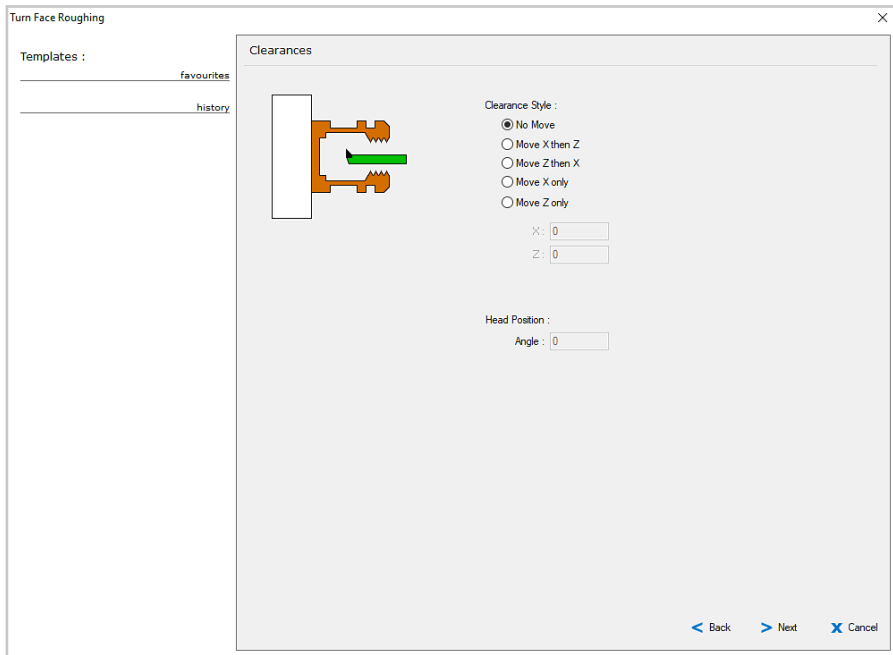 Turn Face Roughing
Templates :
favourites
history
Clearances
Clearance Style :
No Move
Move X then Z
Move Z then X
Move X only
Move Z only
X : 0
Z : 0
Head Position :
Angle : 0
< Back > Next X Cancel